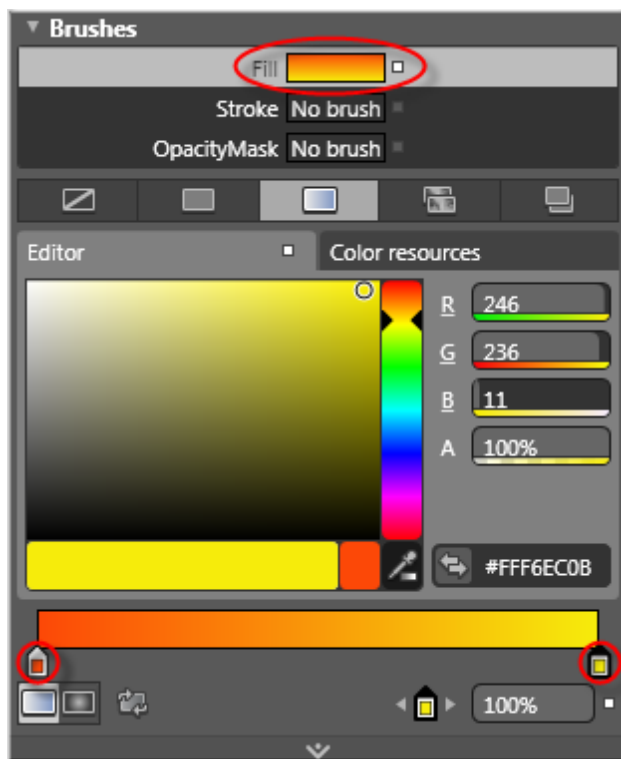 Brushes
Fill
Stroke No brush
OpacityMask No brush
Editor Color resources
R 246
G 236
B 11
A 100%
#FFF6EC0B
100%